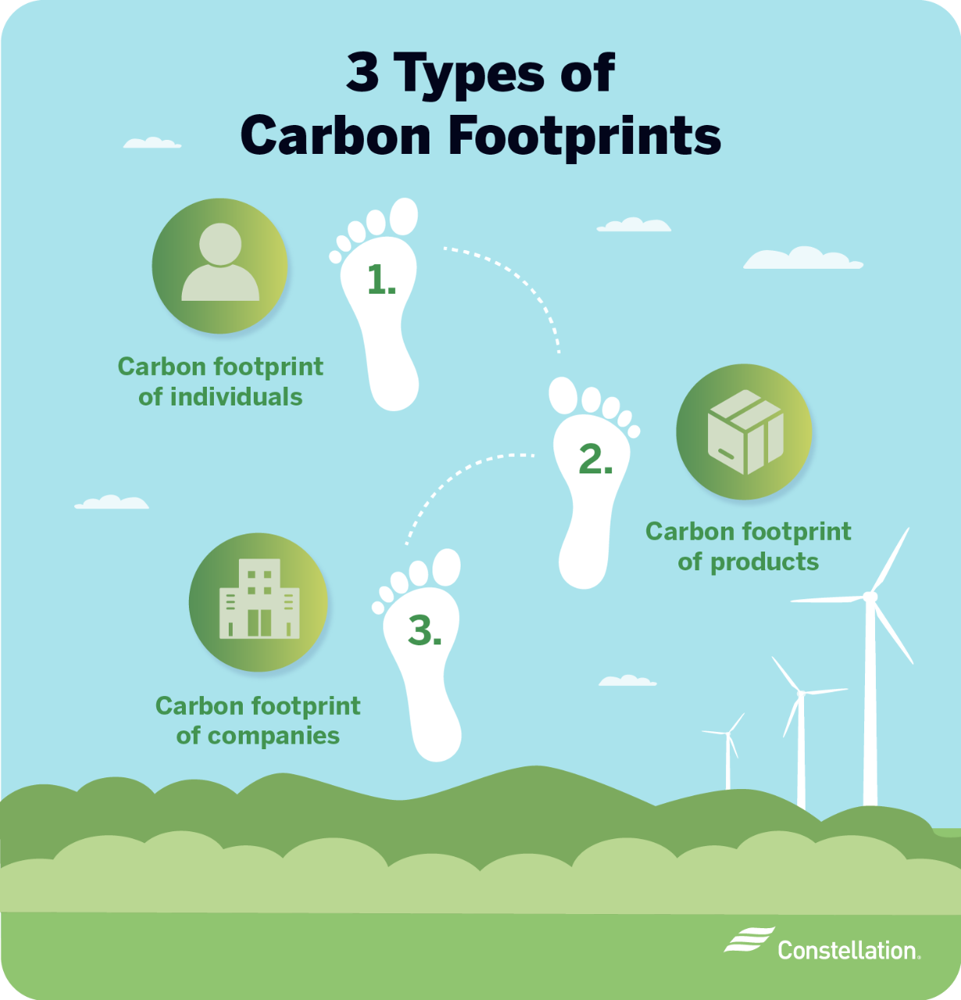 3 Types of
Carbon Footprints
1.
Carbon footprint
of individuals
2.
Carbon footprint
of products
3.
Carbon footprint
of companies
Constellation®